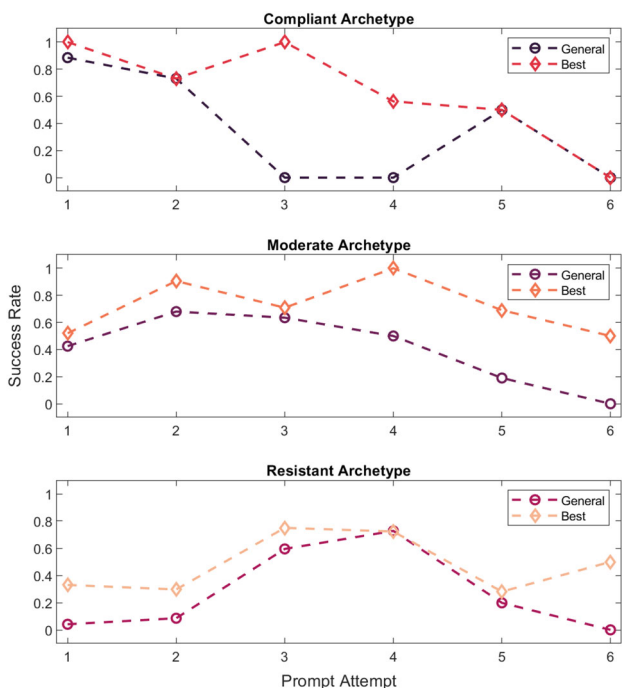 Compliant Archetype
1
0.8
0.6
0.4
0.2
0
General
Best
1 2 3 4 5 6
Moderate Archetype
Success Rate
1
0.8
0.6
0.4
0.2
0
General
Best
1 2 3 4 5 6
Resistant Archetype
1
0.8
0.6
0.4
0.2
0
General
Best
1 2 3 4 5 6
Prompt Attempt